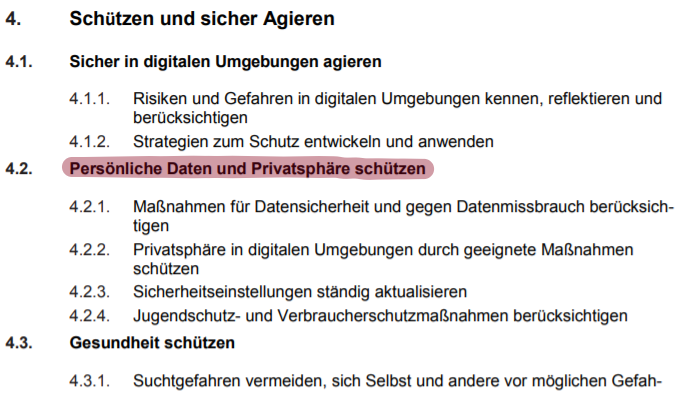 4. Schützen und sicher Agieren
4.1. Sicher in digitalen Umgebungen agieren
4.1.1. Risiken und Gefahren in digitalen Umgebungen kennen, reflektieren und
berücksichtigen
4.1.2. Strategien zum Schutz entwickeln und anwenden
4.2. Persönliche Daten und Privatsphäre schützen
4.2.1. Maßnahmen für Datensicherheit und gegen Datenmissbrauch berücksich-
tigen
4.2.2. Privatsphäre in digitalen Umgebungen durch geeignete Maßnahmen
schützen
4.2.3. Sicherheitseinstellungen ständig aktualisieren
4.2.4. Jugendschutz- und Verbraucherschutzmaßnahmen berücksichtigen
4.3. Gesundheit schützen
4.3.1. Suchtgefahren vermeiden, sich Selbst und andere vor möglichen Gefah-